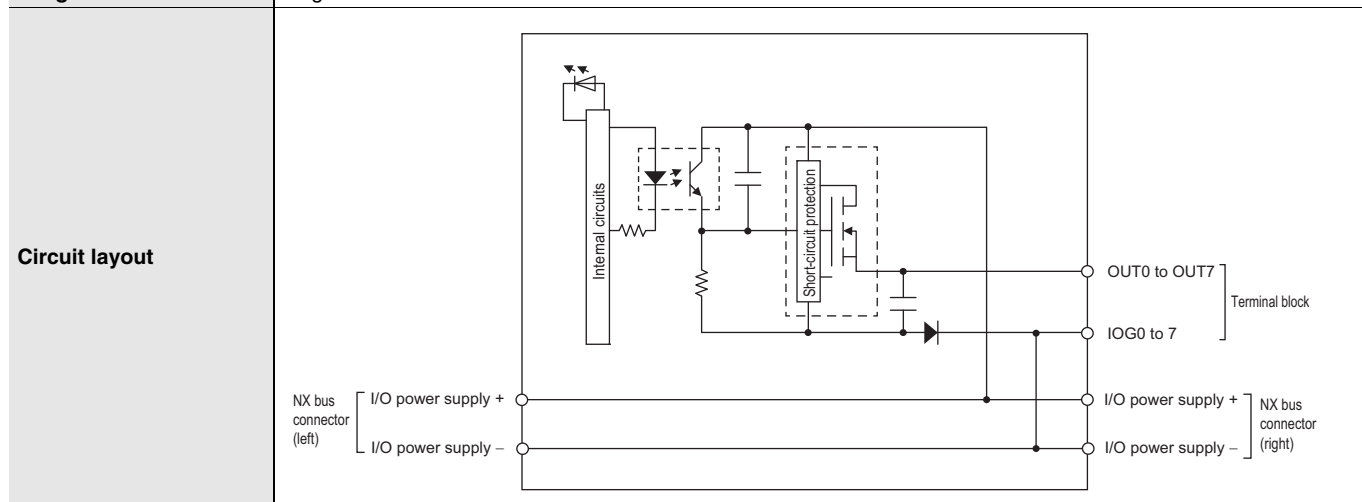 Circuit layout
Internal circuits
Short-circuit protection
OUT0 to OUT7
Terminal block
IOG0 to 7
NX bus
connector
(left)
I/O power supply +
I/O power supply –
I/O power supply +
I/O power supply –
NX bus
connector
(right)